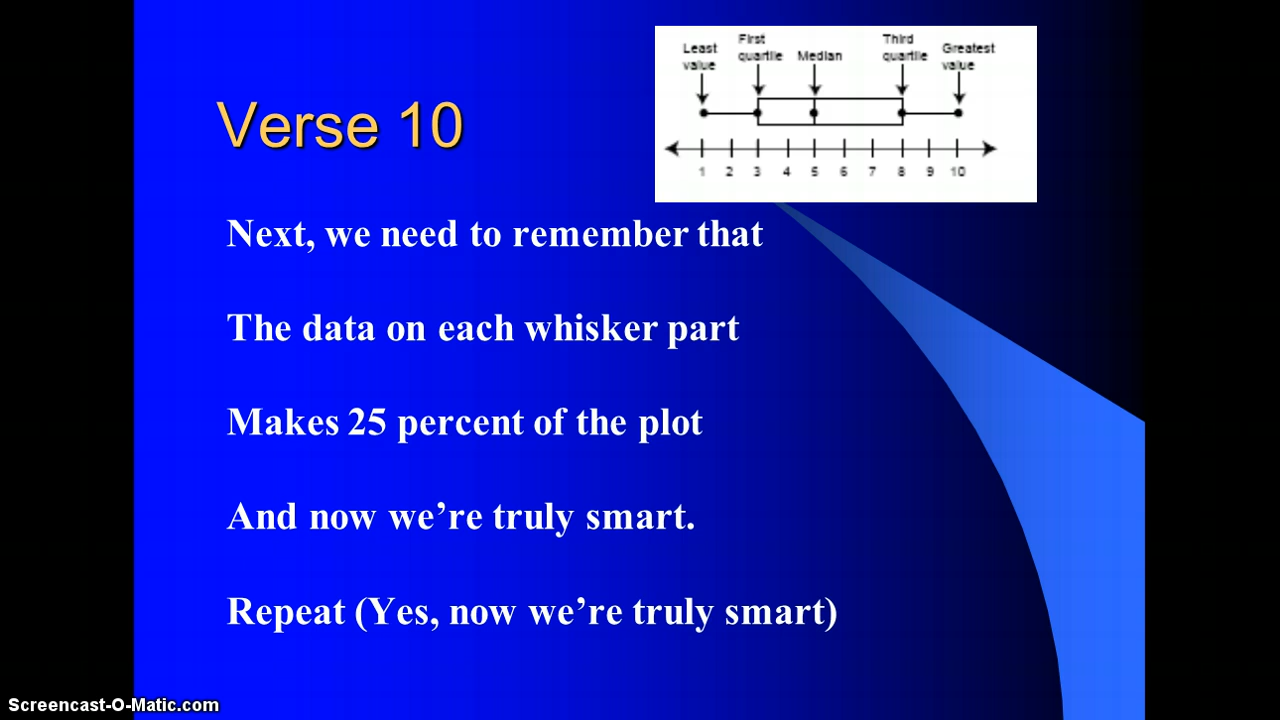 Least value
First quartile
Median
Third quartile
Greatest value
1 2 3 4 5 6 7 8 9 10
Verse 10
Next, we need to remember that
The data on each whisker part
Makes 25 percent of the plot
And now we’re truly smart.
Repeat (Yes, now we’re truly smart)
Screencast-O-Matic.com